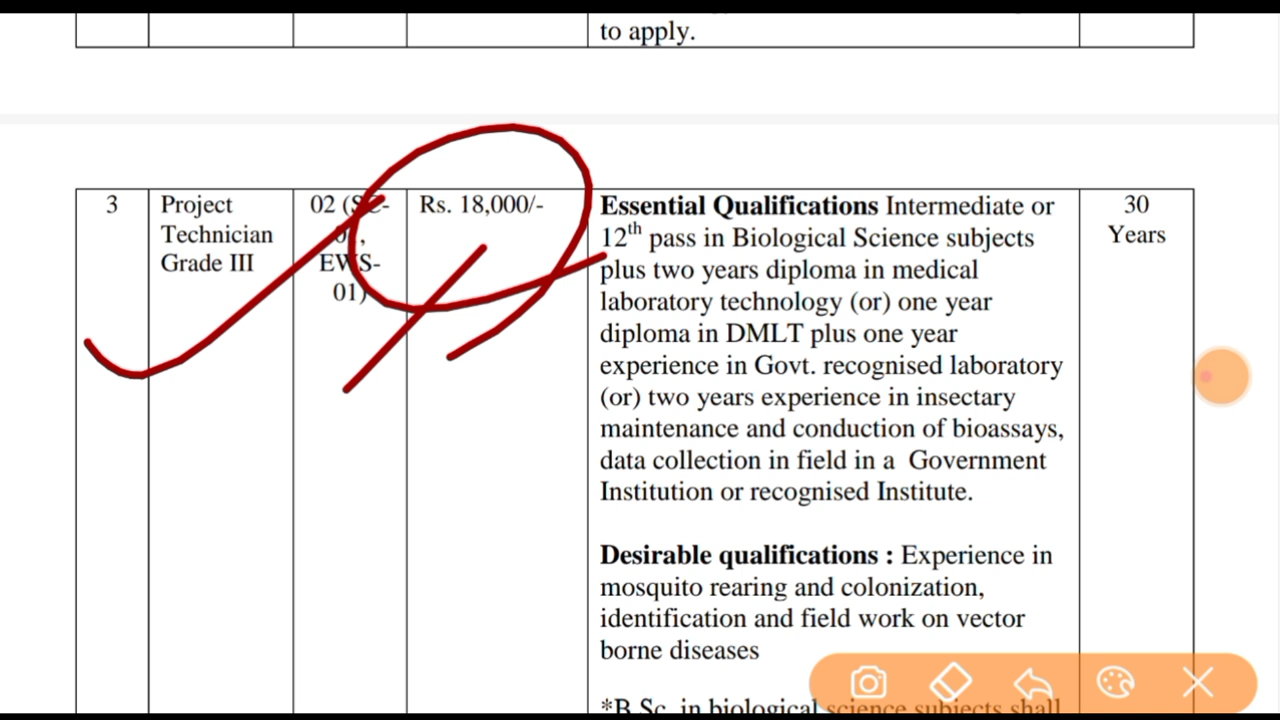 to apply.
3
Project
Technician
Grade III
02 (SC-
EWS-
01)
Rs. 18,000/-
Essential Qualifications Intermediate or
12th pass in Biological Science subjects
plus two years diploma in medical
laboratory technology (or) one year
diploma in DMLT plus one year
experience in Govt. recognised laboratory
(or) two years experience in insectary
maintenance and conduction of bioassays,
data collection in field in a Government
Institution or recognised Institute.
Desirable qualifications : Experience in
mosquito rearing and colonization,
identification and field work on vector
borne diseases
*B.Sc. in biological science subjects shall
30
Years